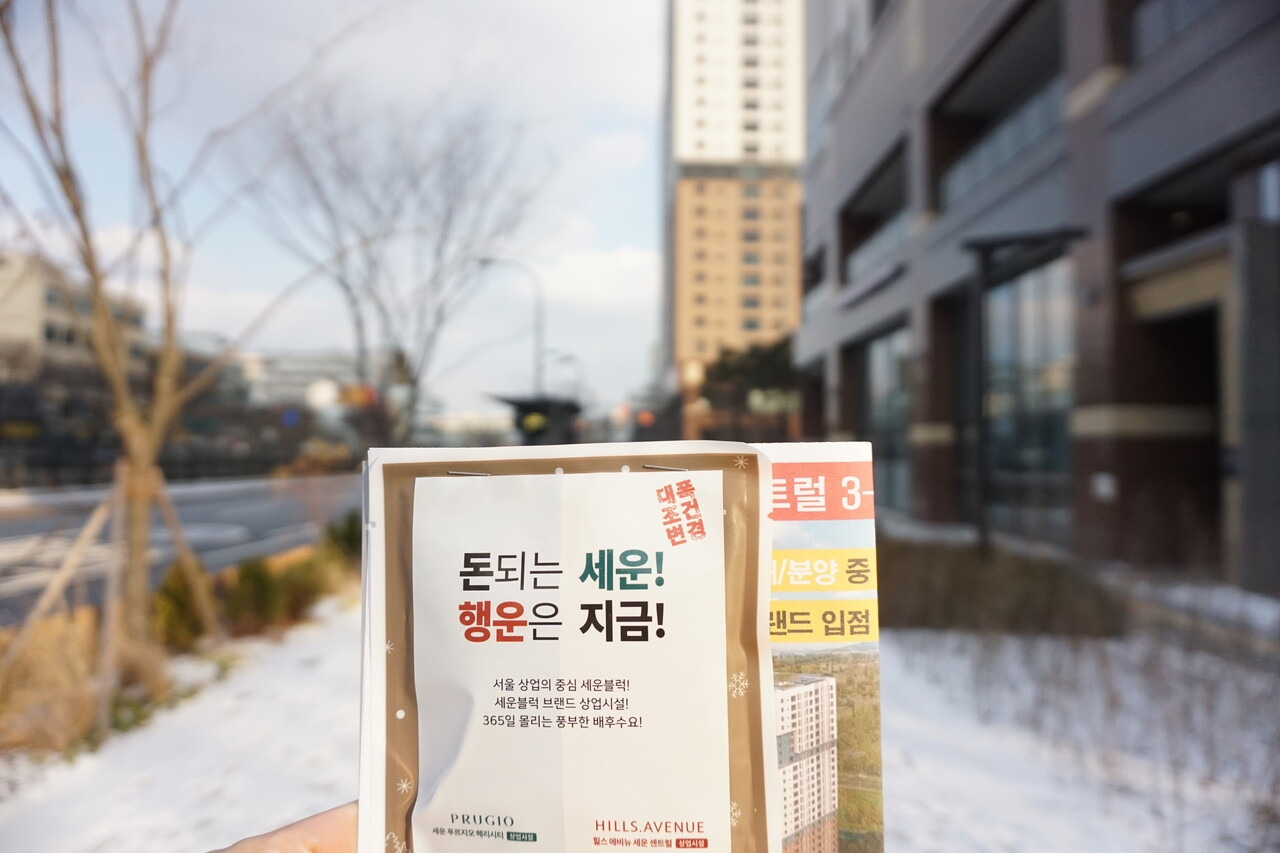 대폭
조건
변경
돈되는 세운!
행운은 지금!
서울 상업의 중심 세운블럭!
세운블럭 브랜드 상업시설!
365일 몰리는 풍부한 배후수요!
PRUGIO
세운 푸르지오 헤리시티 상업시설
HILLS.AVENUE
힐스 에비뉴 세운 센트럴 상업시설
트럴 3-
/분양 중
랜드 입점